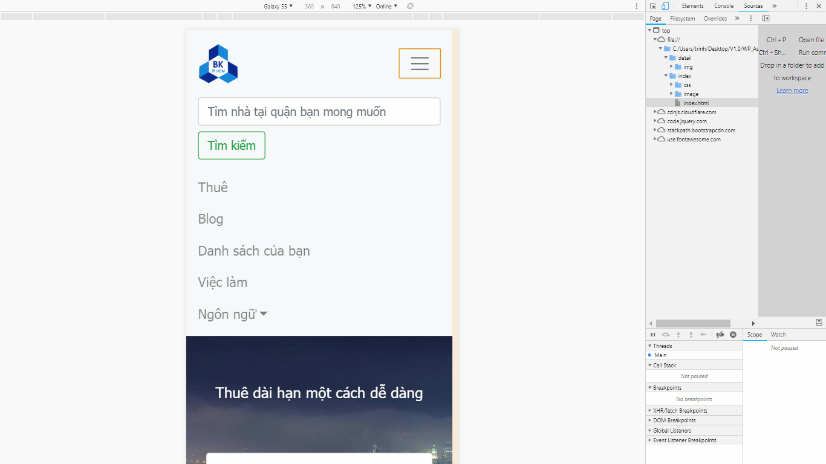 Galaxy S5 ▾ 360 × 640 125% ▾ Online ▾
Elements Console Sources »
Page Filesystem Overrides »
top
file://
C:/Users/trinh/Desktop/V1.0/WP_As
detail
img
index
css
image
index.html
cdnjs.cloudflare.com
code.jquery.com
stackpath.bootstrapcdn.com
use.fontawesome.com
Ctrl + P Open file
Ctrl + Sh... Run comm
Drop in a folder to add
to workspace
Learn more
BK
Tìm nhà tại quận bạn mong muốn
Tìm kiếm
Thuê
Blog
Danh sách của bạn
Việc làm
Ngôn ngữ
Thuê dài hạn một cách dễ dàng
Threads
Main
Call Stack
Not paused
Breakpoints
No breakpoints
XHR/fetch Breakpoints
DOM Breakpoints
Global Listeners
Event Listener Breakpoints
Scope Watch
Not paused